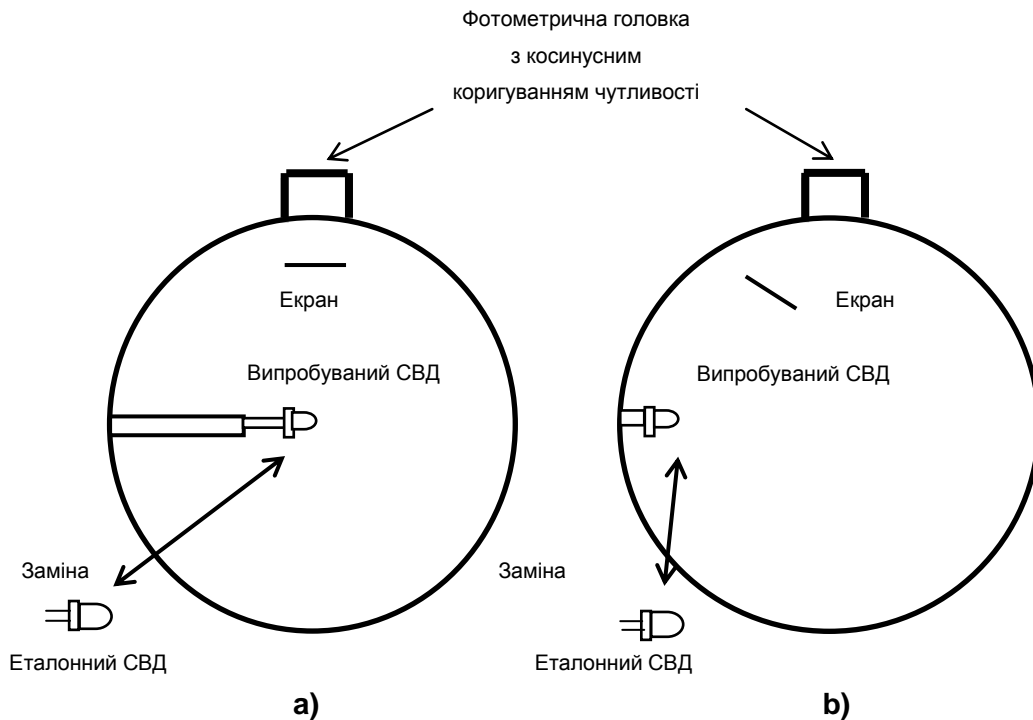 Фотометрична головка
з косинусним
коригуванням чутливості
Екран
Екран
Випробуваний СВД
Випробуваний СВД
Заміна
Заміна
Еталонний СВД
Еталонний СВД
a)
b)